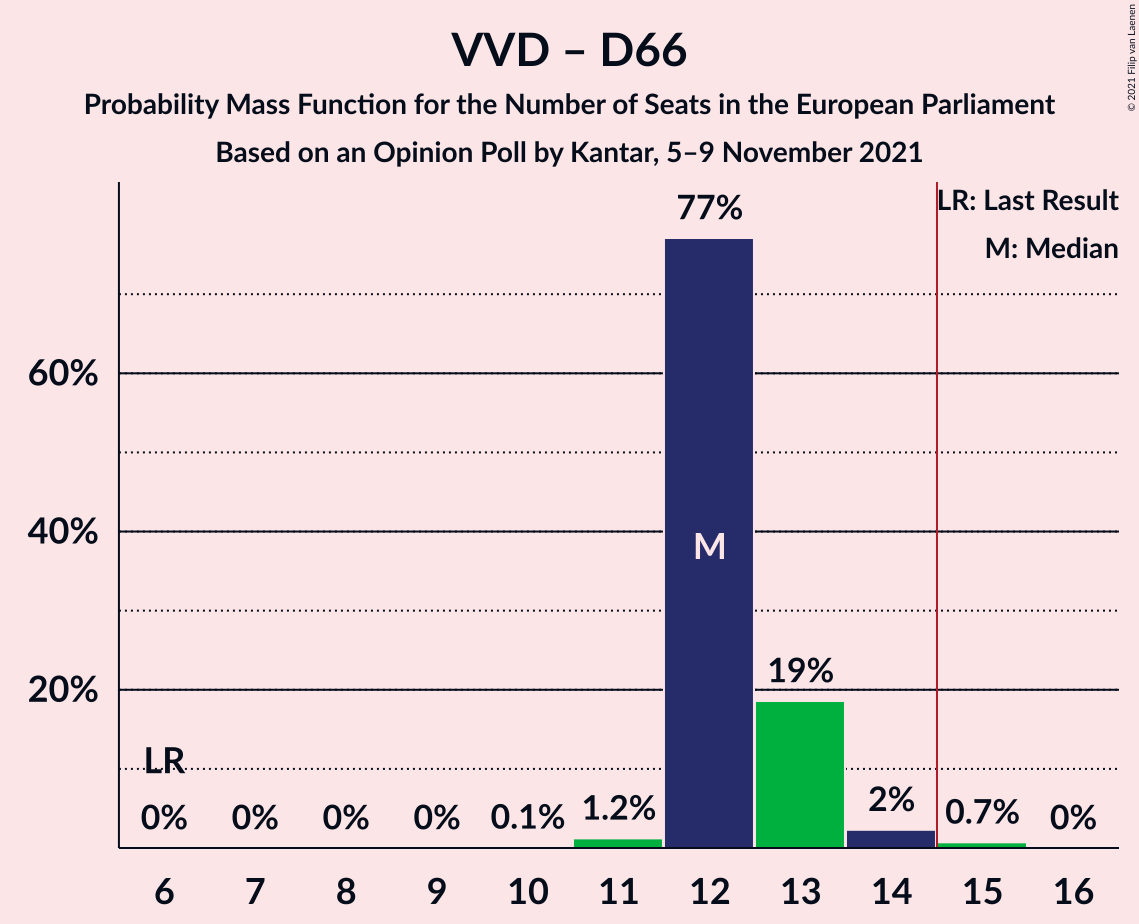 VVD – D66
Probability Mass Function for the Number of Seats in the European Parliament
Based on an Opinion Poll by Kantar, 5–9 November 2021
© 2021 Filip van Laenen
LR: Last Result
M: Median
77%
60%
40%
M
19%
20%
LR
0% 0% 0% 0% 0.1% 1.2% 2% 0.7% 0%
6 7 8 9 10 11 12 13 14 15 16